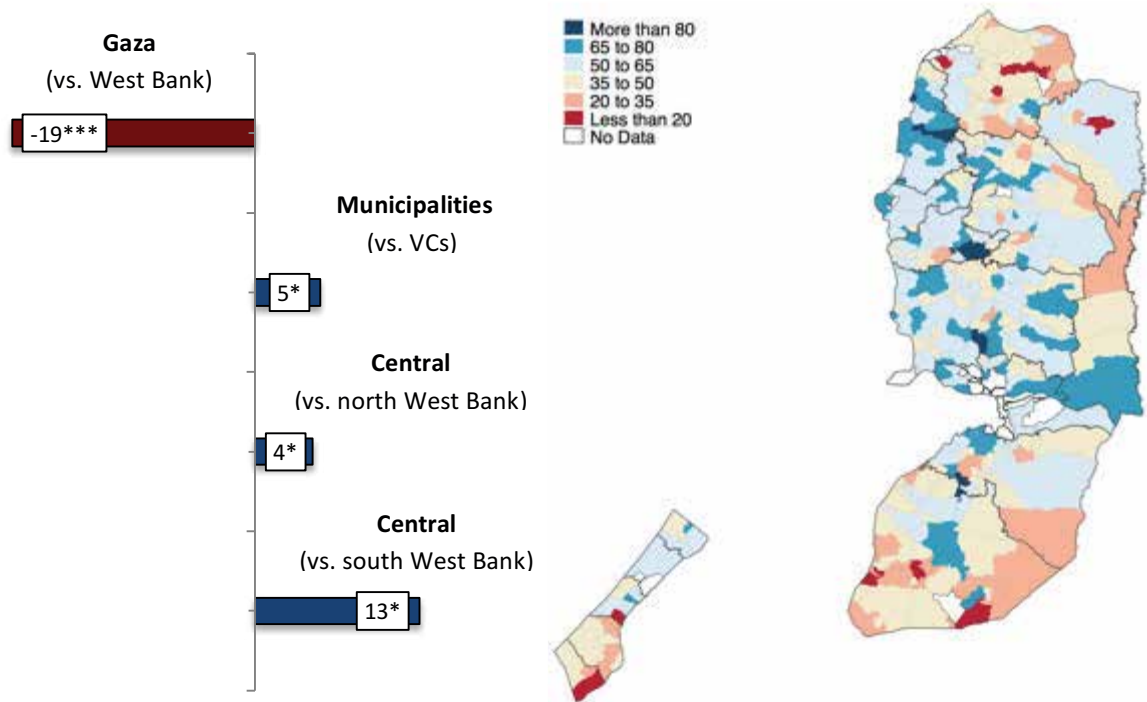 Gaza
(vs. West Bank)
-19***
Municipalities
(vs. VCs)
5*
Central
(vs. north West Bank)
4*
Central
(vs. south West Bank)
13*
More than 80
65 to 80
50 to 65
35 to 50
20 to 35
Less than 20
No Data